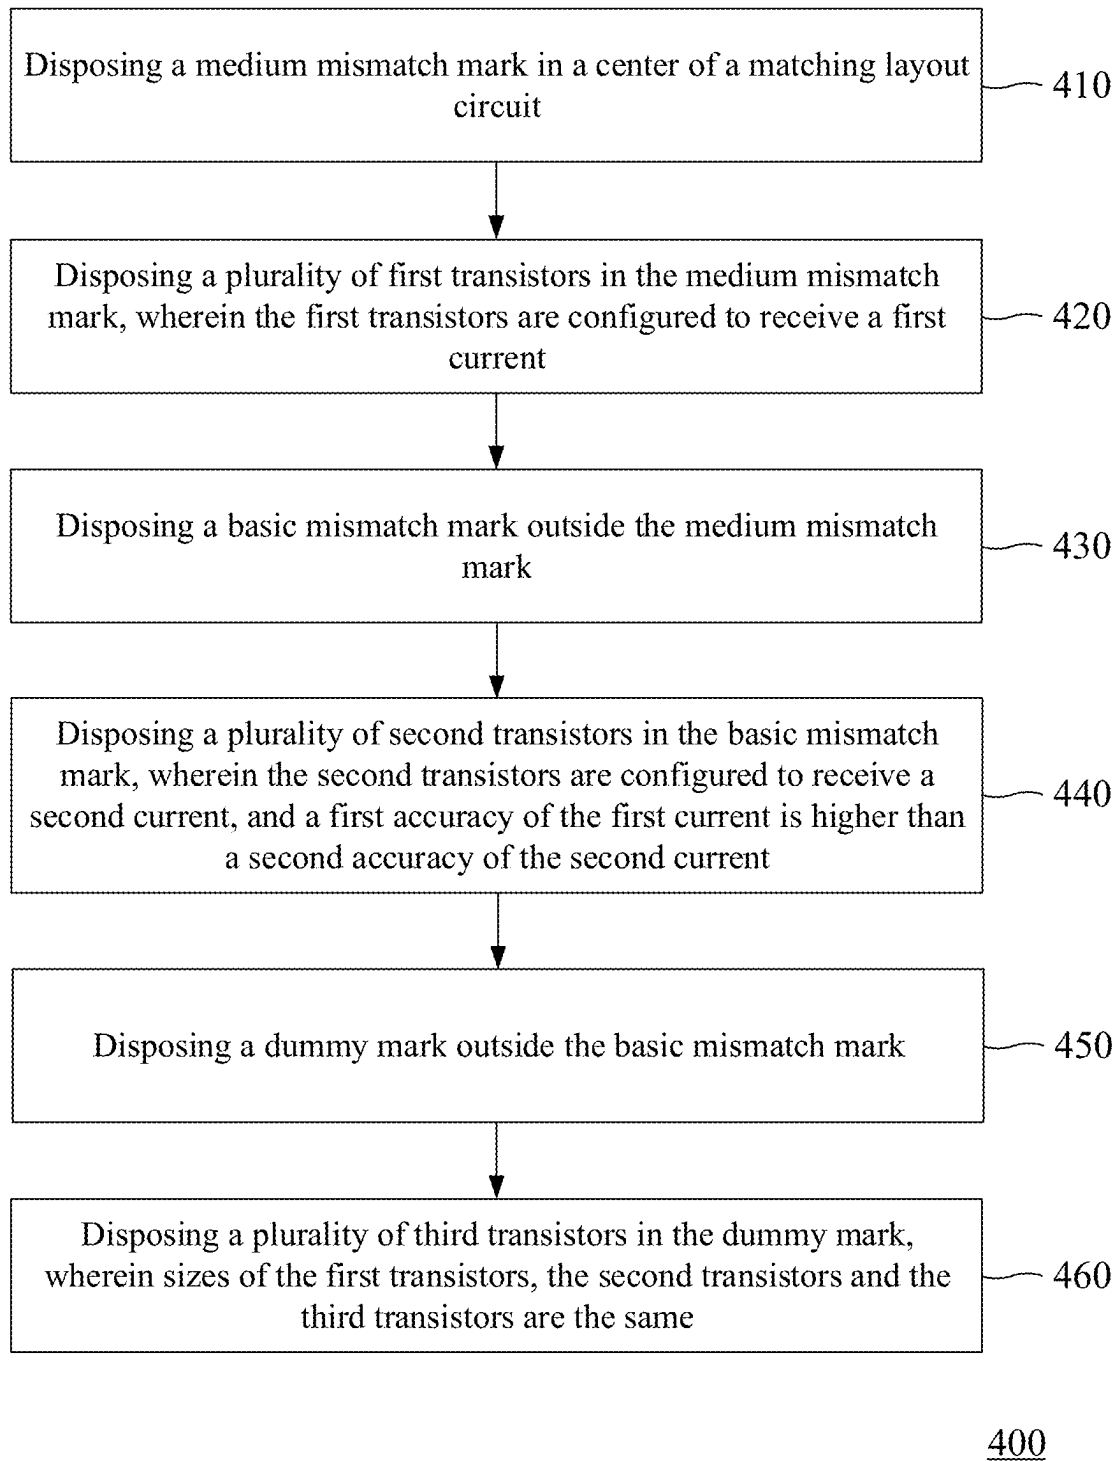 Disposing a medium mismatch mark in a center of a matching layout
circuit
410
Disposing a plurality of first transistors in the medium mismatch
mark, wherein the first transistors are configured to receive a first
current
420
Disposing a basic mismatch mark outside the medium mismatch
mark
430
Disposing a plurality of second transistors in the basic mismatch
mark, wherein the second transistors are configured to receive a
second current, and a first accuracy of the first current is higher than
a second accuracy of the second current
440
Disposing a dummy mark outside the basic mismatch mark
450
Disposing a plurality of third transistors in the dummy mark,
wherein sizes of the first transistors, the second transistors and the
third transistors are the same
460
400